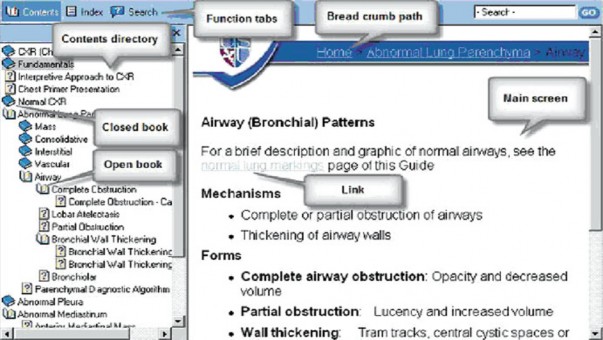 Contents Index Search
Function tabs
Bread crumb path
- Search -
GO
Contents directory
CXR (Ch
Fundamentals
Interpretive Approach to CXR
Chest Primer Presentation
Normal CXR
Abnormal Lung Pa
Mass
Consolidative
Interstitial
Vascular
Airway
Complete Obstruction
Complete Obstruction - Ca
Lobar Atelectasis
Partial Obstruction
Bronchial Wall Thickening
Bronchial Wall Thickening
Bronchial Wall Thickening
Bronchiolar
Parenchymal Diagnostic Algorithm
Abnormal Pleura
Abnormal Mediastinum
Anterior Mediastinal Mass
Closed book
Open book
Home > Abnormal Lung Parenchyma > Airway
Main screen
Airway (Bronchial) Patterns
For a brief description and graphic of normal airways, see the
normal lung markings page of this Guide
Link
Mechanisms
• Complete or partial obstruction of airways
• Thickening of airway walls
Forms
• Complete airway obstruction: Opacity and decreased
volume
• Partial obstruction: Lucency and increased volume
• Wall thickening: Tram tracks, central cystic spaces or